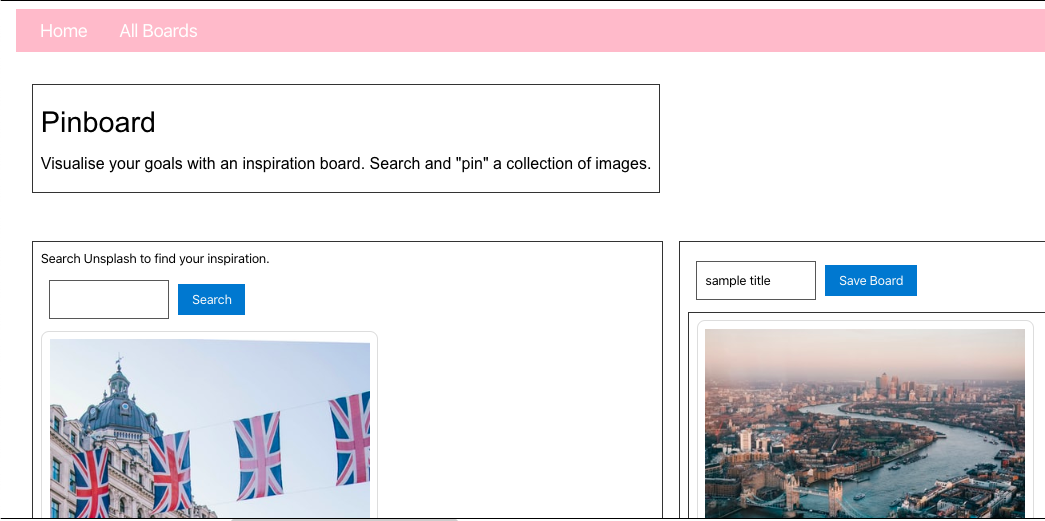 Home All Boards
Pinboard
Visualise your goals with an inspiration board. Search and "pin" a collection of images.
Search Unsplash to find your inspiration.
Search
sample title Save Board